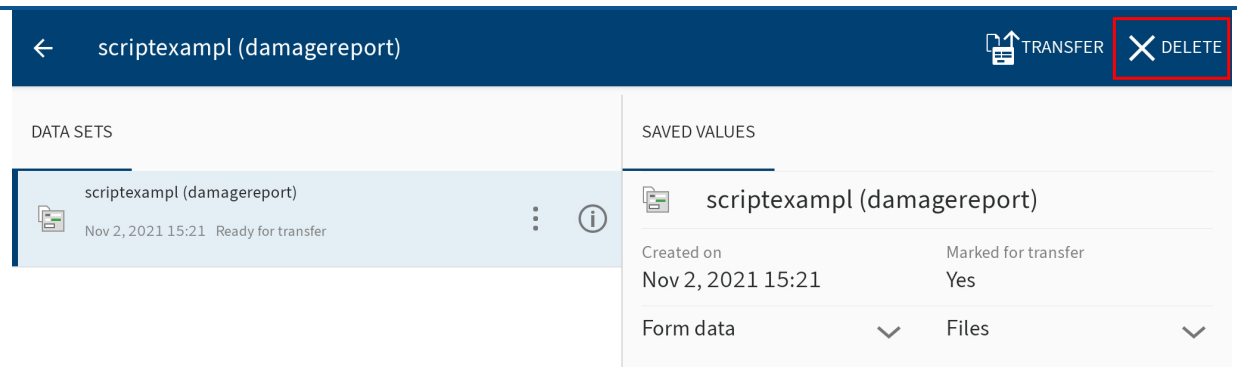 scriptexampl (damagereport)
TRANSFER
DELETE
DATA SETS
scriptexampl (damagereport)
Nov 2, 2021 15:21 Ready for transfer
SAVED VALUES
scriptexampl (damagereport)
Created on
Nov 2, 2021 15:21
Marked for transfer
Yes
Form data
Files